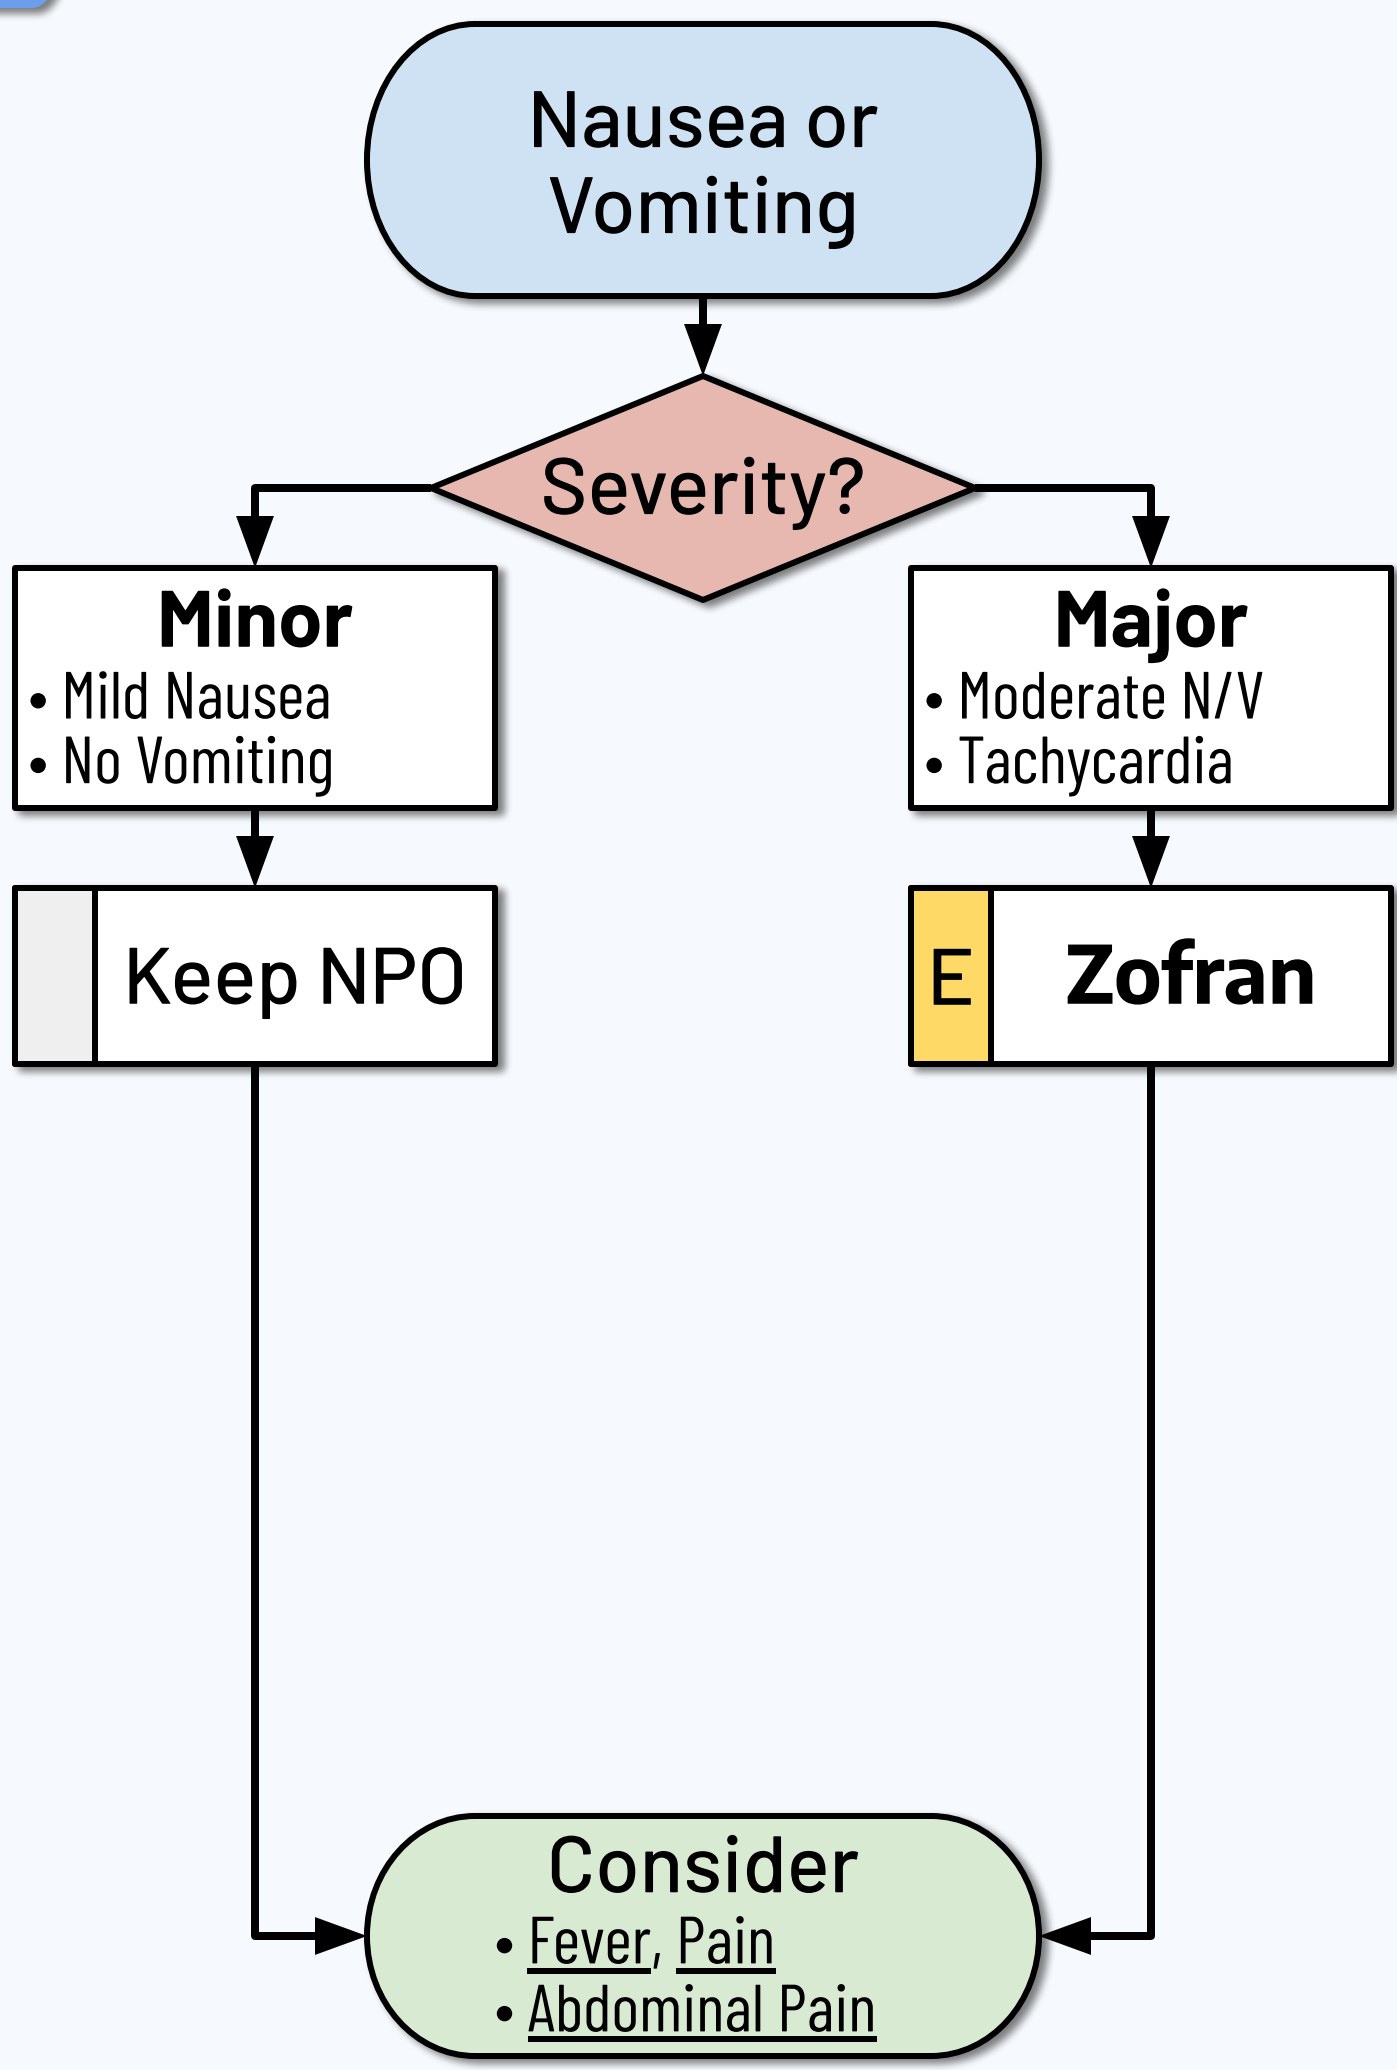 Nausea or
Vomiting
Severity?
Minor
• Mild Nausea
• No Vomiting
Major
• Moderate N/V
• Tachycardia
Keep NPO
E
Zofran
Consider
• Fever, Pain
• Abdominal Pain